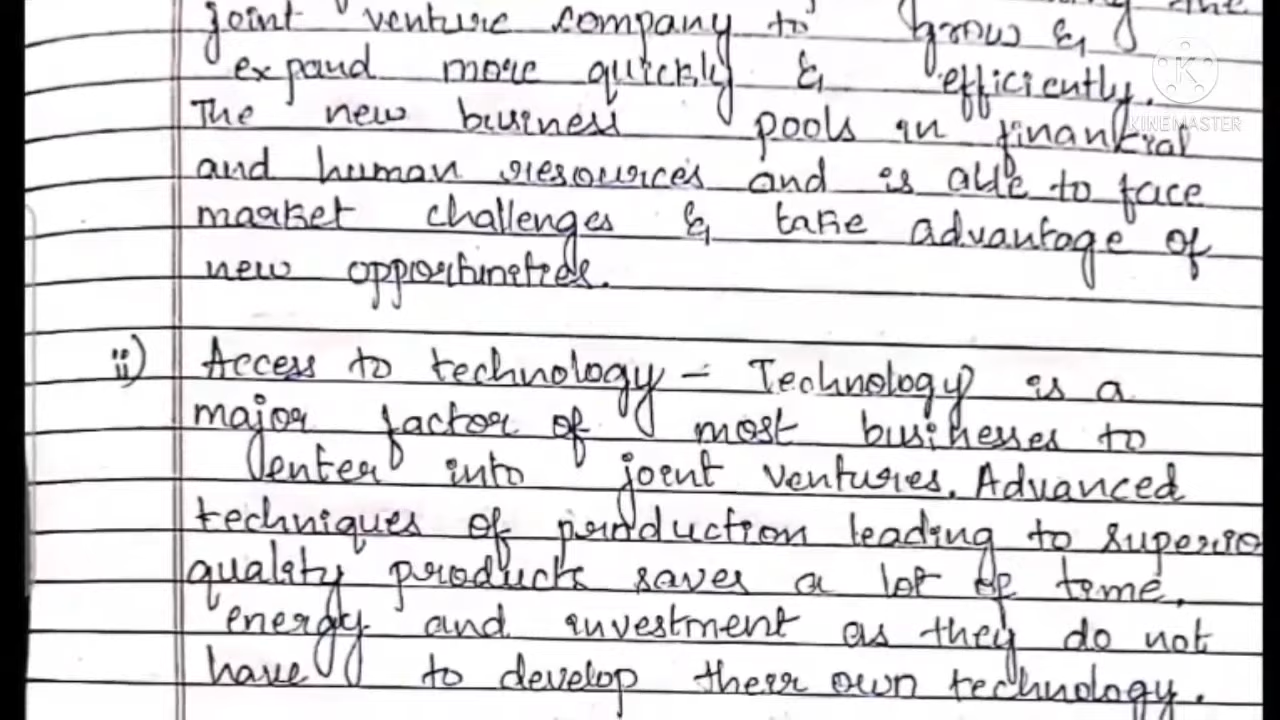 the
joint venture company to grow &
expand more quickly & efficiently.
The new business pools in financial
and human resources and is able to face
market challenges & take advantage of
new opportunities.
ii) Access to technology - Technology is a
major factor of most businesses to
enter into joint ventures. Advanced
techniques of production leading to superio
quality products saves a lot of time,
energy and investment as they do not
have to develop their own technology.
KINEMASTER